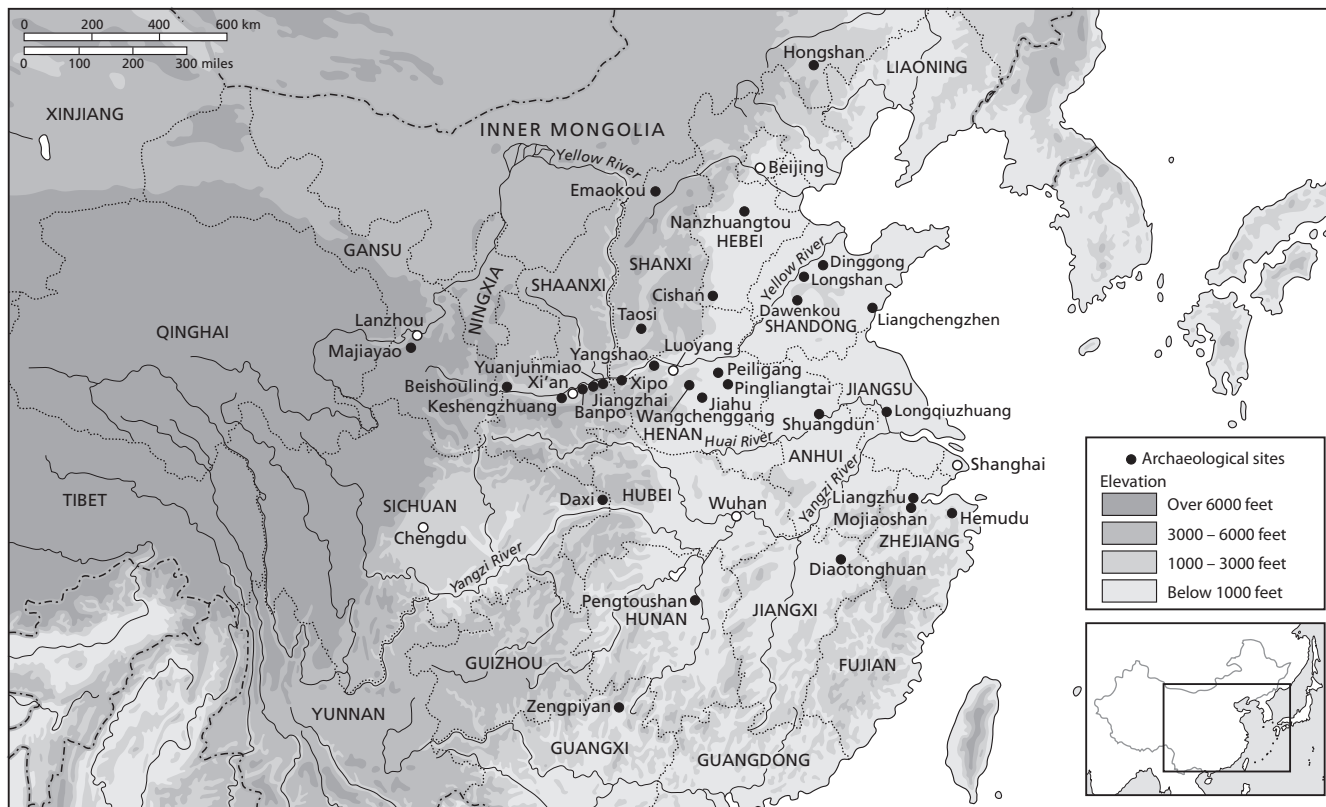 0 200 400 600 km
0 100 200 300 miles
Hongshan
LIAONING
XINJIANG
INNER MONGOLIA
Yellow River
Beijing
Emaokou
Nanzhuangtou
HEBEI
GANSU
NINGXIA
SHAANXI
SHANXI
Yellow River
Dinggong
Longshan
Cishan
Dawenkou
SHANDONG
Liangchengzhen
QINGHAI
Lanzhou
Majiayao
Taosi
Luoyang
Yangshao
Yuanjunmiao
Xi'an
Beishouling
Keshengzhuang
Banpo
Jiangzhai
Xipo
Peiligang
Pingliangtai
Jiahu
Wangchenggang
HENAN
JIANGSU
Longqiuzhuang
Shuangdun
Huai River
ANHUI
Yangzi River
Shanghai
TIBET
SICHUAN
Chengdu
Daxi
HUBEI
Wuhan
Liangzhu
Mojiaoshan
Hemudu
ZHEJIANG
Yangzi River
Diaotonghuan
Pengtoushan
HUNAN
JIANGXI
GUIZHOU
FUJIAN
YUNNAN
Zengpiyan
GUANGXI
GUANGDONG
Archaeological sites
Elevation
Over 6000 feet
3000 – 6000 feet
1000 – 3000 feet
Below 1000 feet